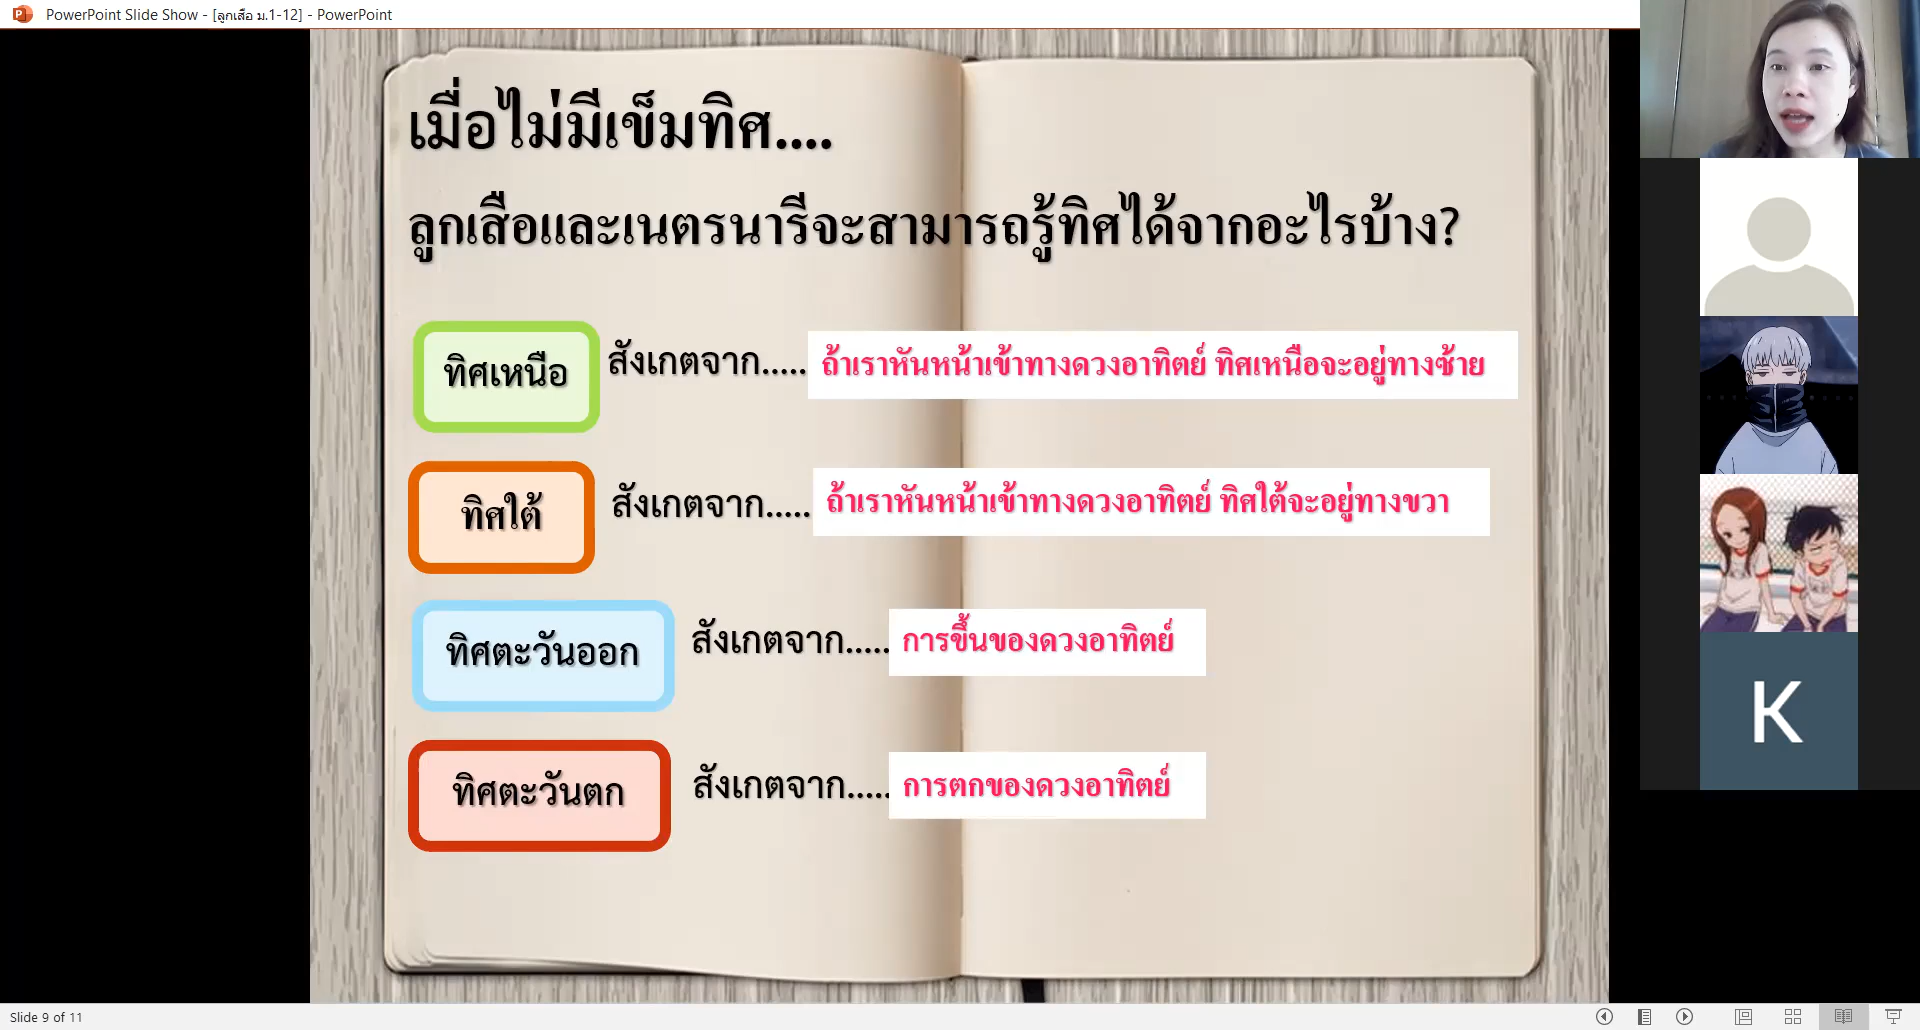 PowerPoint Slide Show - [ลูกเสือ ม.1-12] - PowerPoint
เมื่อไม่มีเข็มทิศ....
ลูกเสือและเนตรนารีจะสามารถรู้ทิศได้จากอะไรบ้าง?
ทิศเหนือ สังเกตจาก..... ถ้าเราหันหน้าเข้าทางดวงอาทิตย์ ทิศเหนือจะอยู่ทางซ้าย
ทิศใต้ สังเกตจาก..... ถ้าเราหันหน้าเข้าทางดวงอาทิตย์ ทิศใต้จะอยู่ทางขวา
ทิศตะวันออก สังเกตจาก..... การขึ้นของดวงอาทิตย์
ทิศตะวันตก สังเกตจาก..... การตกของดวงอาทิตย์
K
Slide 9 of 11